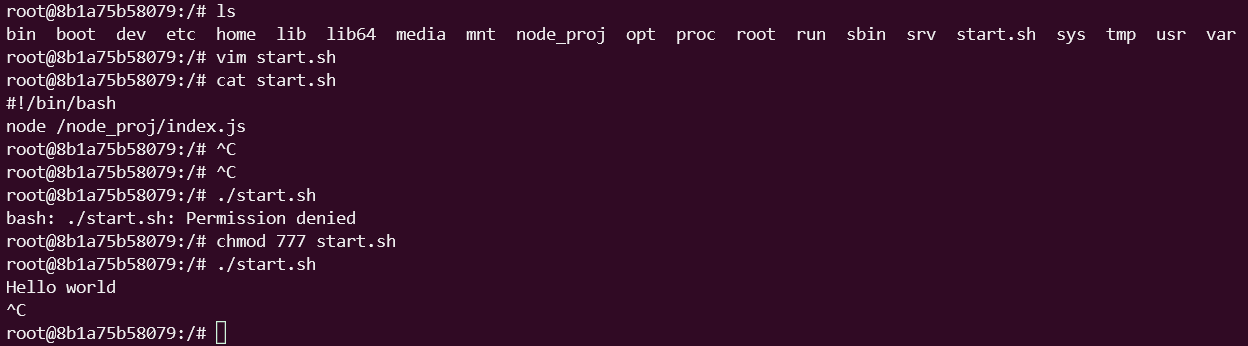 root@8b1a75b58079:/# ls
bin  boot  dev  etc  home  lib  lib64  media  mnt  node_proj  opt  proc  root  run  sbin  srv  start.sh  sys  tmp  usr  var
root@8b1a75b58079:/# vim start.sh
root@8b1a75b58079:/# cat start.sh
#!/bin/bash
node /node_proj/index.js
root@8b1a75b58079:/# ^C
root@8b1a75b58079:/# ^C
root@8b1a75b58079:/# ./start.sh
bash: ./start.sh: Permission denied
root@8b1a75b58079:/# chmod 777 start.sh
root@8b1a75b58079:/# ./start.sh
Hello world
^C
root@8b1a75b58079:/#